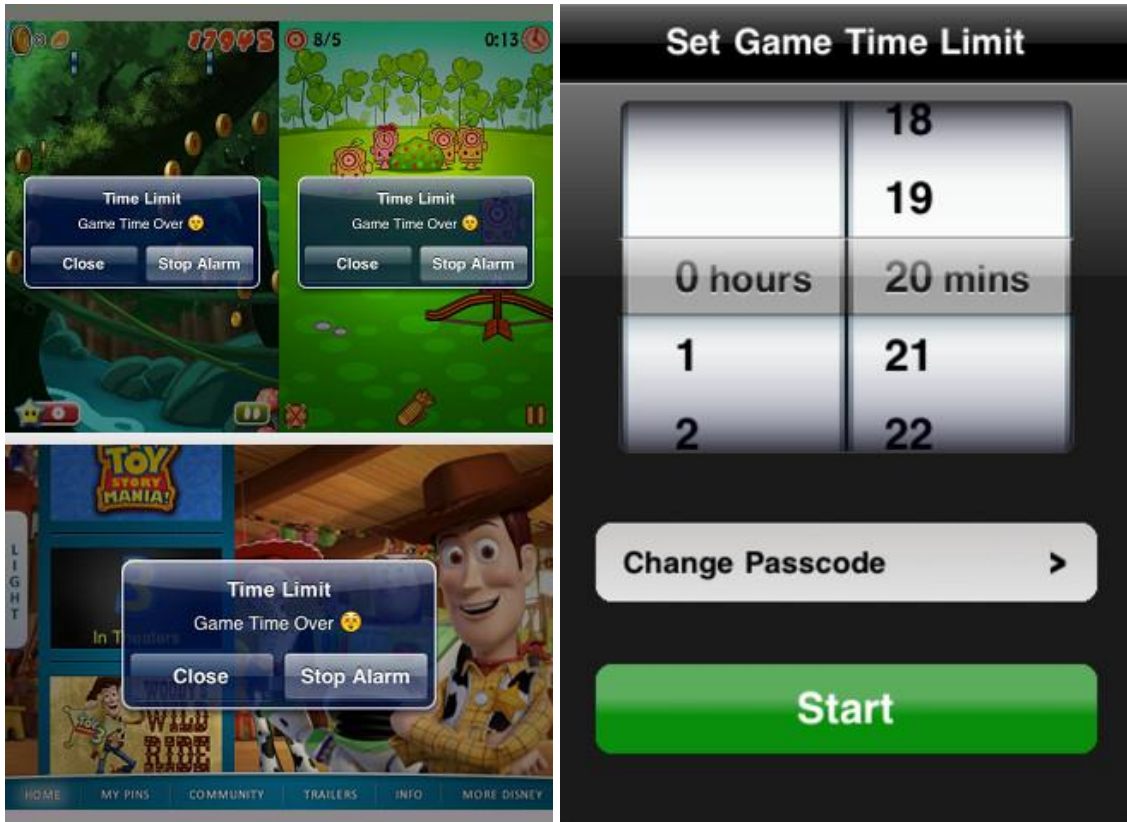 17945
8/5
0:13
Time Limit
Game Time Over
Close
Stop Alarm
Time Limit
Game Time Over
Close
Stop Alarm
TOY
STORY
MANIA!
LIGHT
Time Limit
Game Time Over
Close
Stop Alarm
WOODY'S
WILD
RIDE
HOME
MY PINS
COMMUNITY
TRAILERS
INFO
MORE DISNEY
Set Game Time Limit
18
19
0 hours
20 mins
1
21
2
22
Change Passcode >
Start